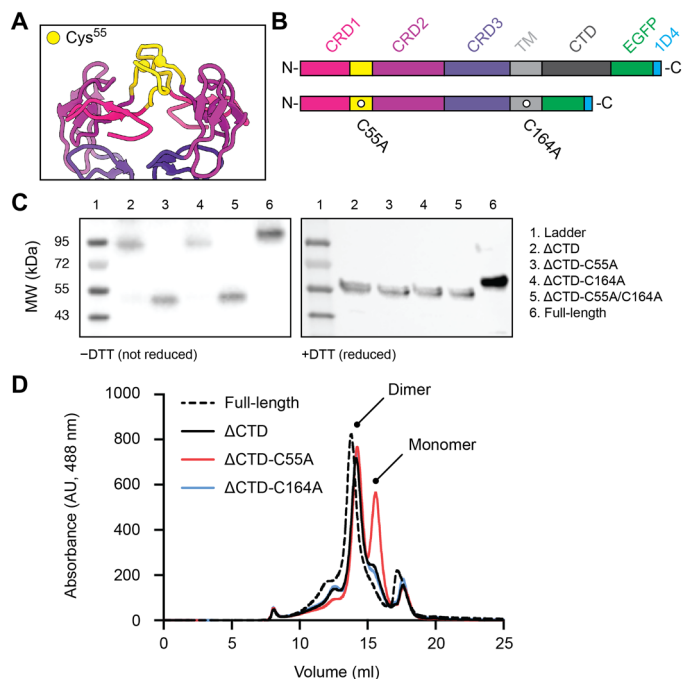 A
Cys55
B
CRD1 CRD2 CRD3 TM CTD EGFP 1D4
N- -C
N- -C
C55A C164A
C
1 2 3 4 5 6 1 2 3 4 5 6
MW (kDa)
95
72
55
43
95
72
55
43
−DTT (not reduced)
+DTT (reduced)
1. Ladder
2. ΔCTD
3. ΔCTD-C55A
4. ΔCTD-C164A
5. ΔCTD-C55A/C164A
6. Full-length
D
Absorbance (AU, 488 nm)
1000
800
600
400
200
0
Full-length
ΔCTD
ΔCTD-C55A
ΔCTD-C164A
Dimer
Monomer
0 5 10 15 20 25
Volume (ml)